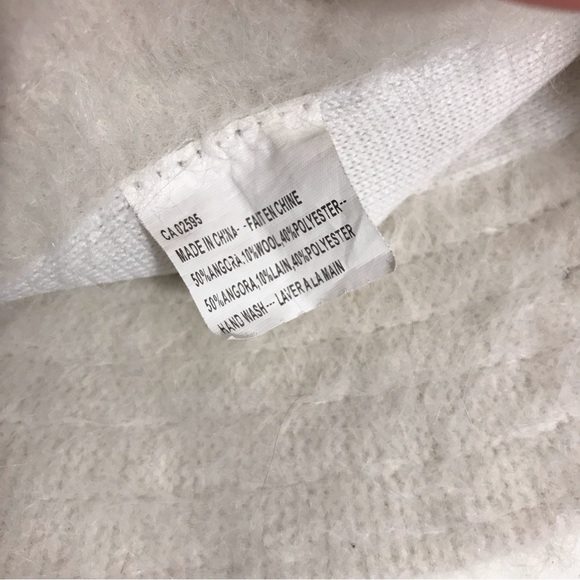 CA 02595
MADE IN CHINA- -FAIT EN CHINE
50%ANGORA,10%WOOL,40%POLYESTER--
50%ANGORA,10%LAIN,40%POLYESTER
HAND WASH--- LAVER A LA MAIN